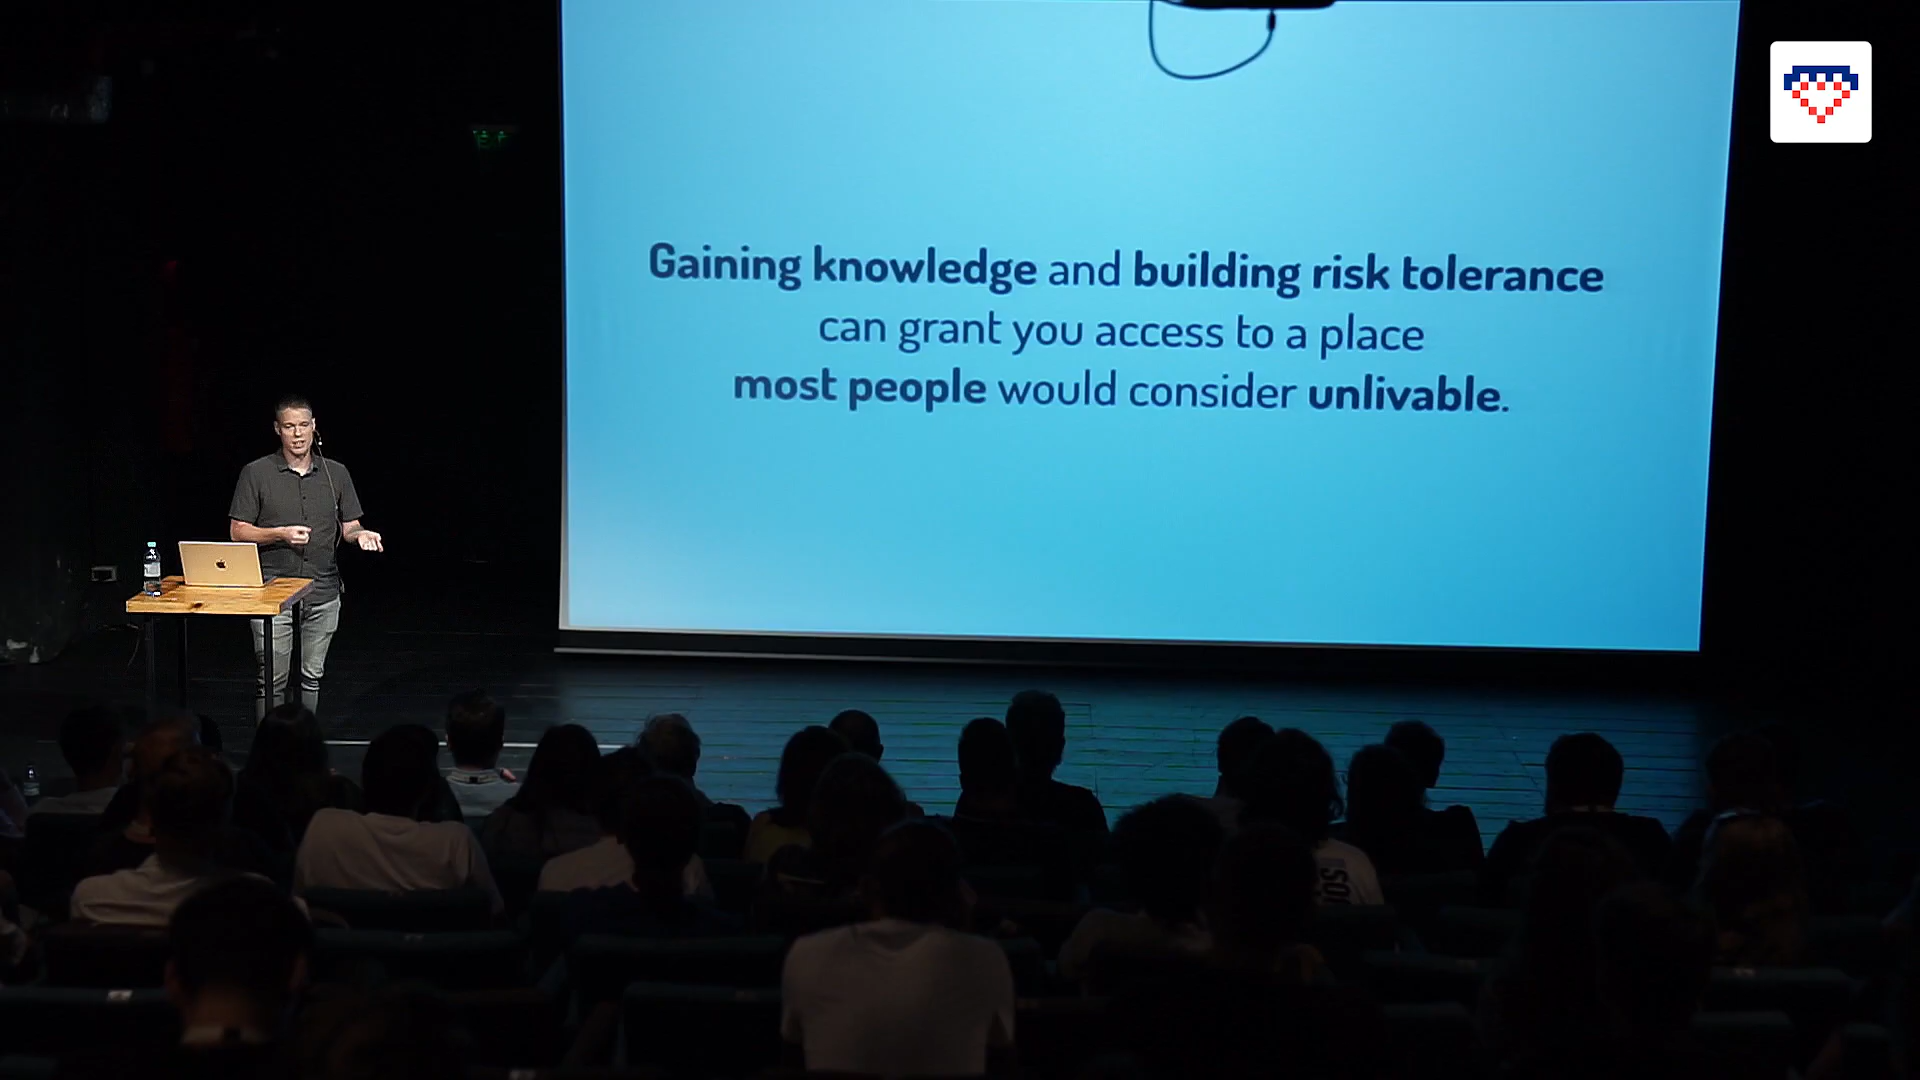 Gaining knowledge and building risk tolerance
can grant you access to a place
most people would consider unlivable.